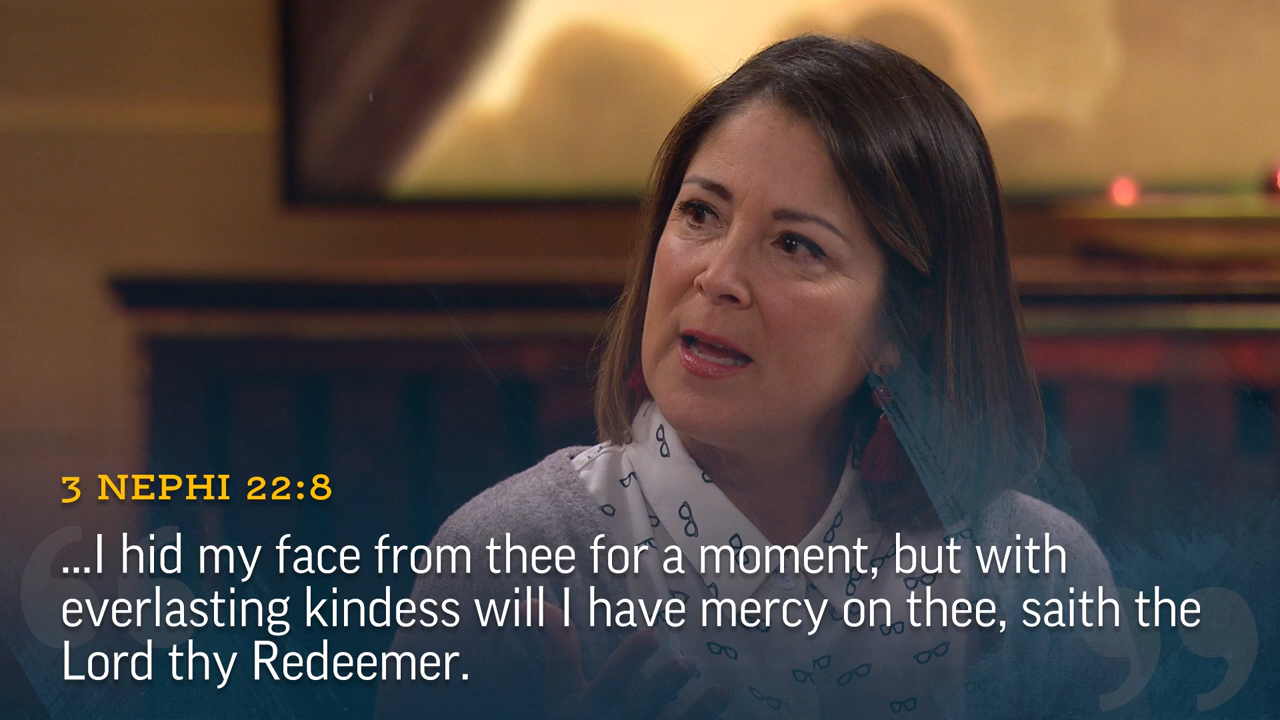 3 NEPHI 22:8
...I hid my face from thee for a moment, but with
everlasting kindess will I have mercy on thee, saith the
Lord thy Redeemer.